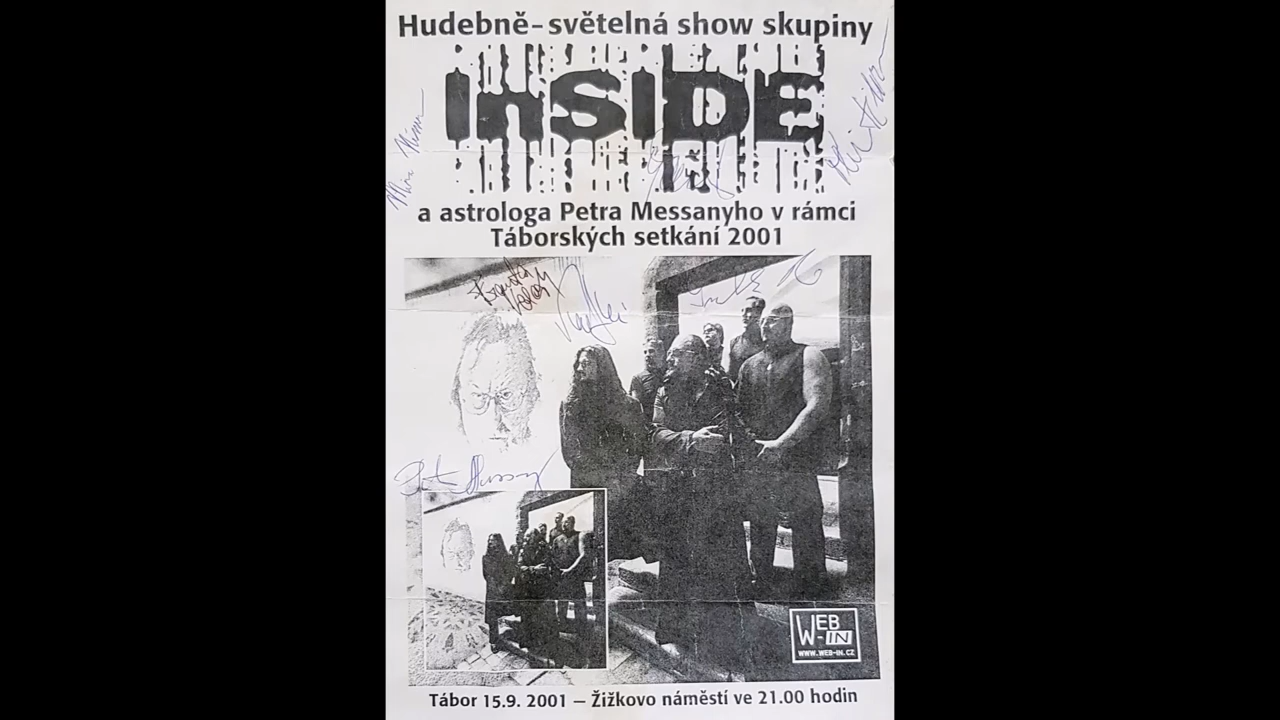 Hudebně-světelná show skupiny
InSIDE
a astrologa Petra Messanyho v rámci
Táborských setkání 2001
WEB
W-IN
WWW.WEB-IN.CZ
Tábor 15.9. 2001 – Žižkovo náměstí ve 21.00 hodin